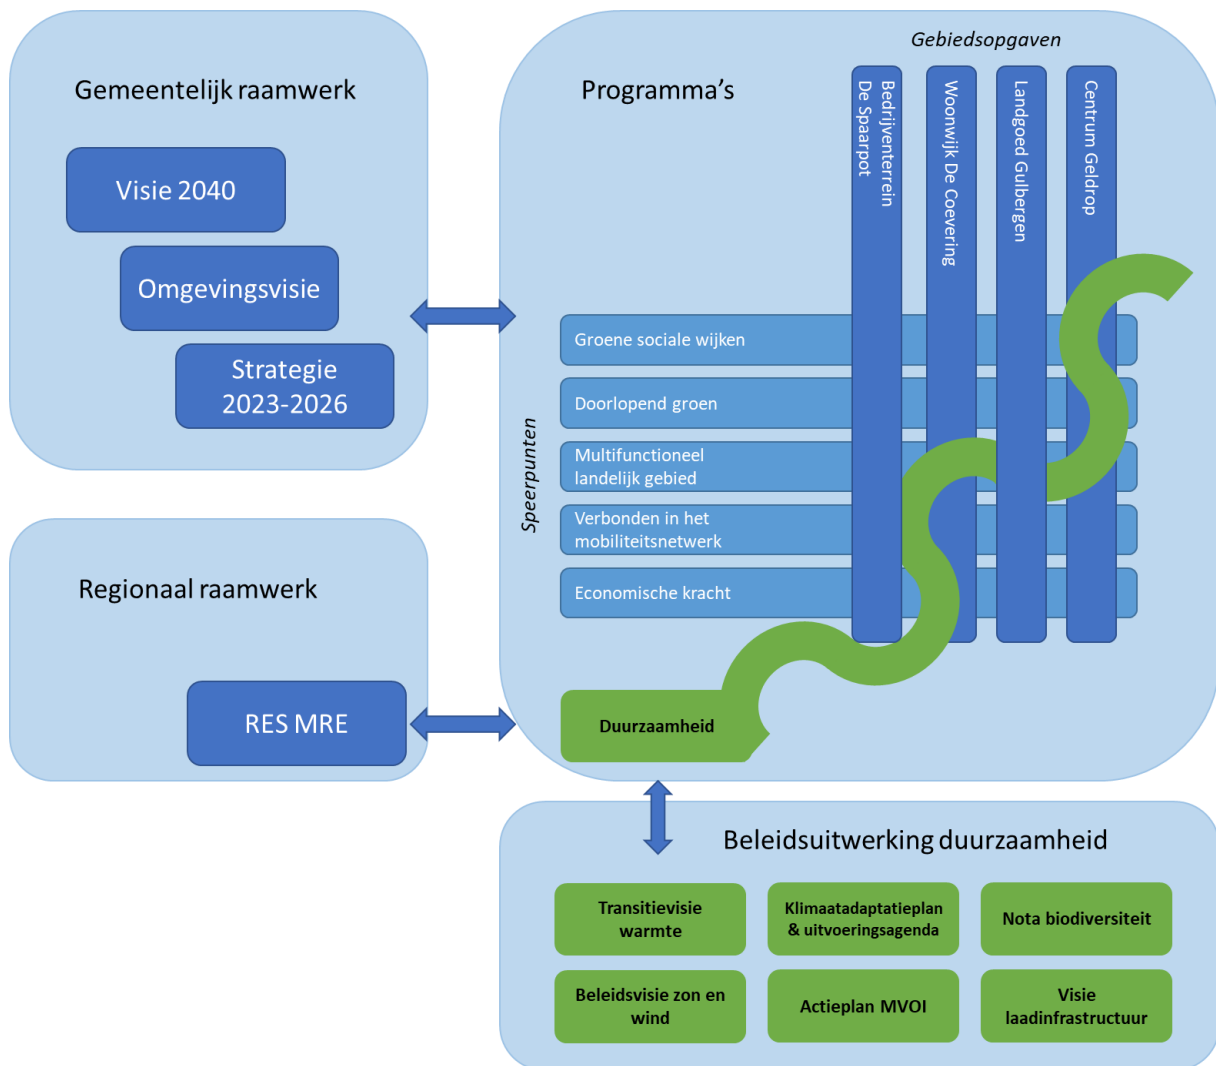 Gemeentelijk raamwerk
Visie 2040
Omgevingsvisie
Strategie
2023-2026
Regionaal raamwerk
RES MRE
Programma’s
Gebiedsopgaven
Bedrijventerrein
De Spaarpot
Woonwijk De Coevering
Landgoed Gulbergen
Centrum Geldrop
Speerpunten
Groene sociale wijken
Doorlopend groen
Multifunctioneel
landelijk gebied
Verbonden in het
mobiliteitsnetwerk
Economische kracht
Duurzaamheid
Beleidsuitwerking duurzaamheid
Transitievisie
warmte
Klimaatadaptatieplan
& uitvoeringsagenda
Nota biodiversiteit
Beleidsvisie zon en
wind
Actieplan MVOI
Visie
laadinfrastructuur